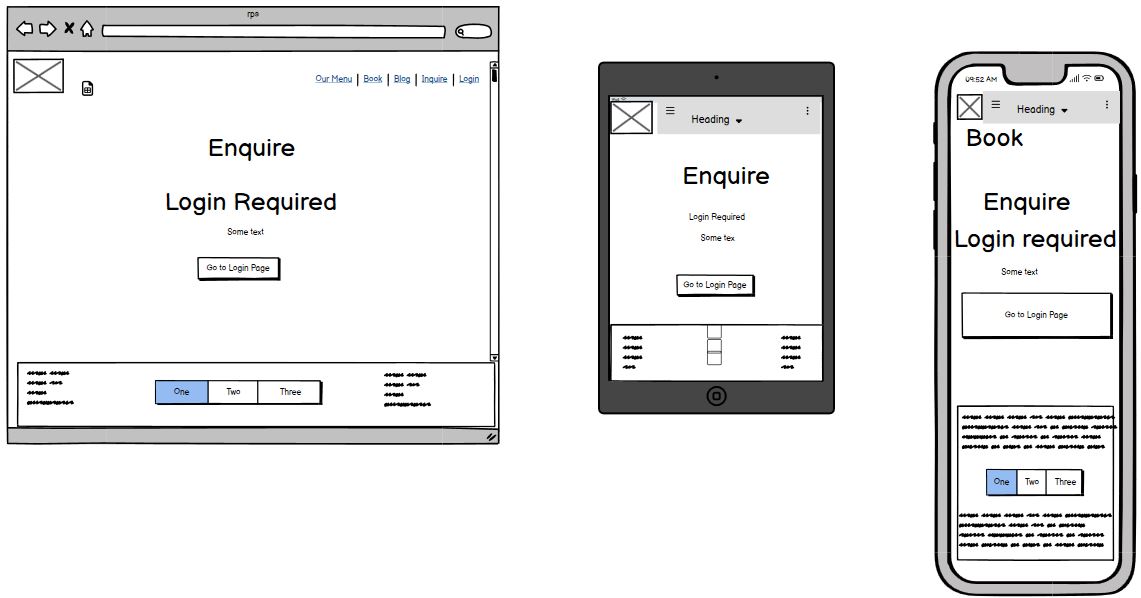 rps
Our Menu | Book | Blog | Inquire | Login
Enquire
Login Required
Some text
Go to Login Page
One Two Three
Heading
Enquire
Login Required
Some tex
Go to Login Page
09:52 AM
Heading
Book
Enquire
Login required
Some text
Go to Login Page
One Two Three